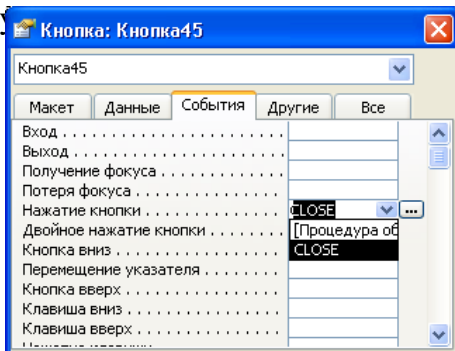 у
Кнопка: Кнопка45
Кнопка45
Макет Данные События Другие Все
Вход . . . . . . . . . . . . . . . . . . . . . . . . .
Выход . . . . . . . . . . . . . . . . . . . . . . . .
Получение фокуса . . . . . . . . . . . . . .
Потеря фокуса . . . . . . . . . . . . . . . . .
Нажатие кнопки . . . . . . . . . . . . . . . . CLOSE ...
Двойное нажатие кнопки . . . . . . . . [Процедура об
Кнопка вниз . . . . . . . . . . . . . . . . . . . CLOSE
Перемещение указателя . . . . . . . .
Кнопка вверх . . . . . . . . . . . . . . . . . .
Клавиша вниз . . . . . . . . . . . . . . . . . .
Клавиша вверх . . . . . . . . . . . . . . . . .